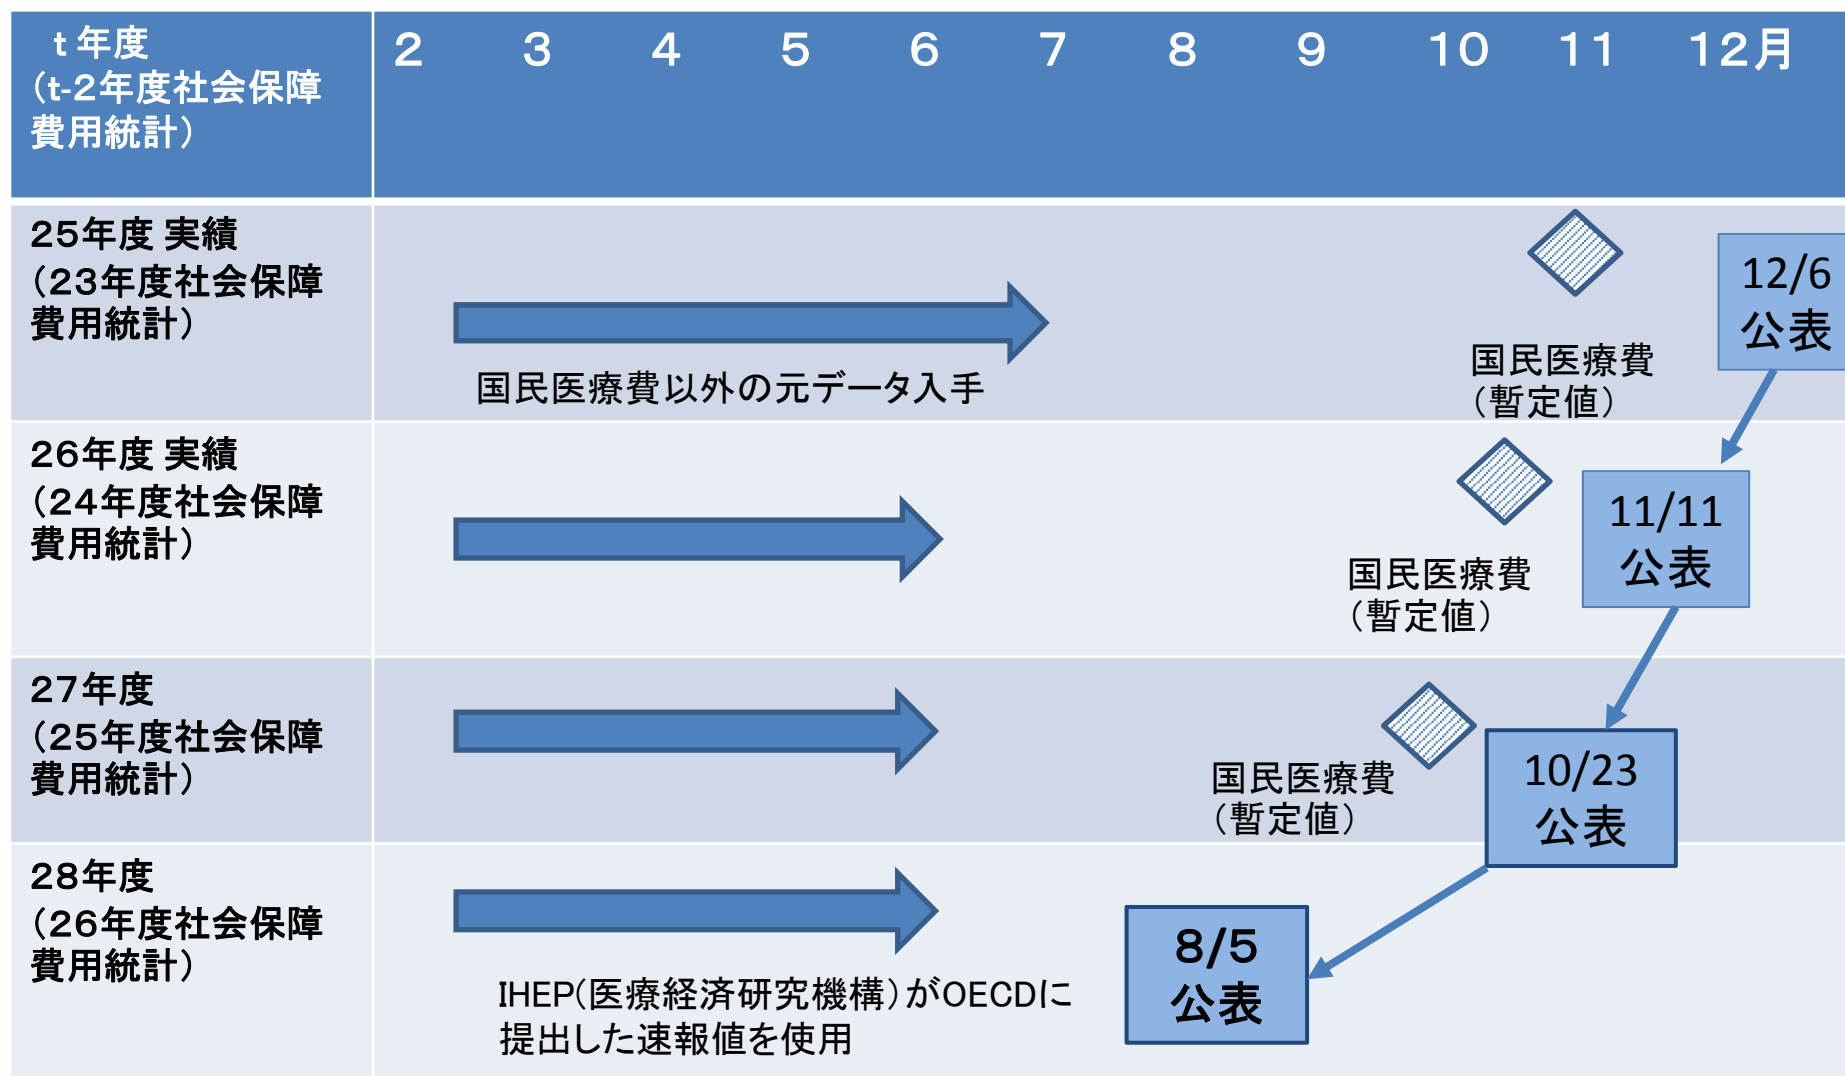 ｔ年度
（t-2年度社会保障
費用統計）
２ ３ ４ ５ ６ ７ ８ ９ １０ １１ １２月
２５年度 実績
（２３年度社会保障
費用統計）
国民医療費以外の元データ入手
国民医療費
（暫定値）
12/6
公表
２６年度 実績
（２４年度社会保障
費用統計）
国民医療費
（暫定値）
11/11
公表
２７年度
（２５年度社会保障
費用統計）
国民医療費
（暫定値）
10/23
公表
２８年度
（２６年度社会保障
費用統計）
IHEP(医療経済研究機構）がOECDに
提出した速報値を使用
８/５
公表